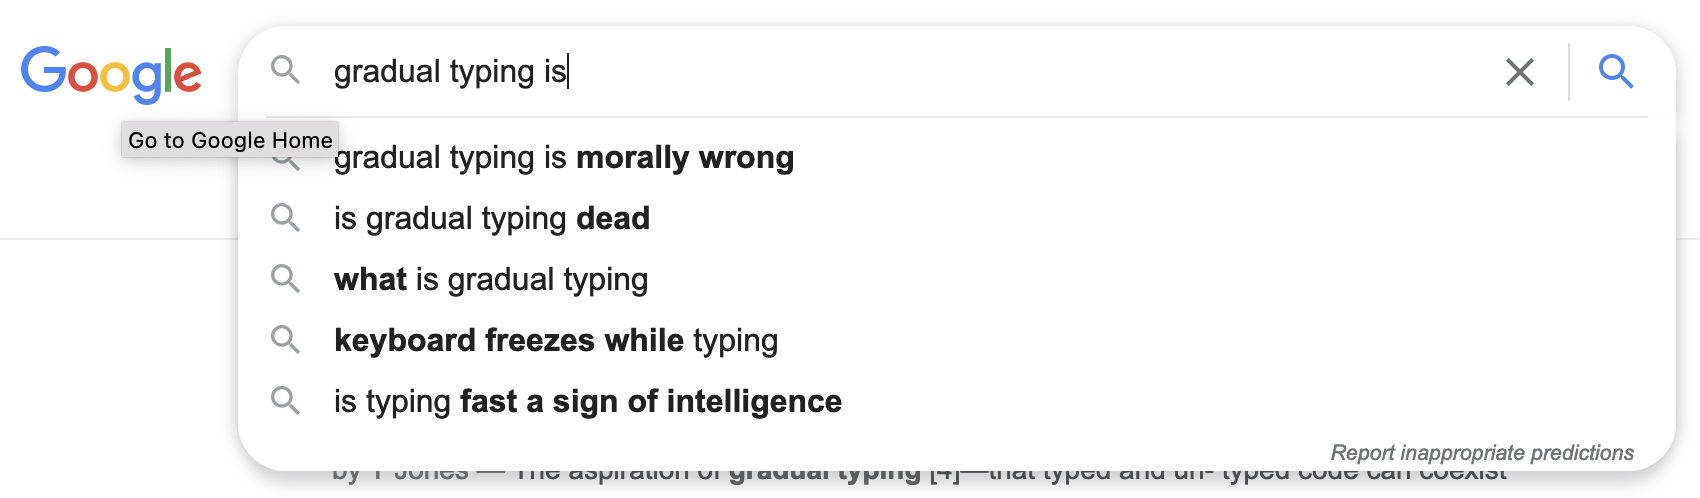 Google
gradual typing is
Go to Google Home
gradual typing is morally wrong
is gradual typing dead
what is gradual typing
keyboard freezes while typing
is typing fast a sign of intelligence
Report inappropriate predictions
by T Jones — The aspiration of gradual typing [4]—that typed and un- typed code can coexist